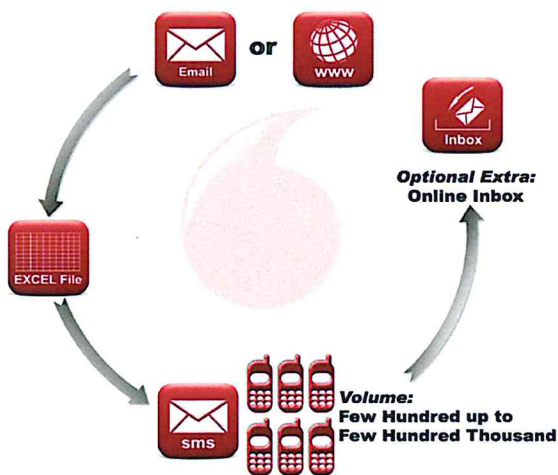 Email
or
www
Inbox
Optional Extra:
Online Inbox
EXCEL File
sms
Volume:
Few Hundred up to
Few Hundred Thousand